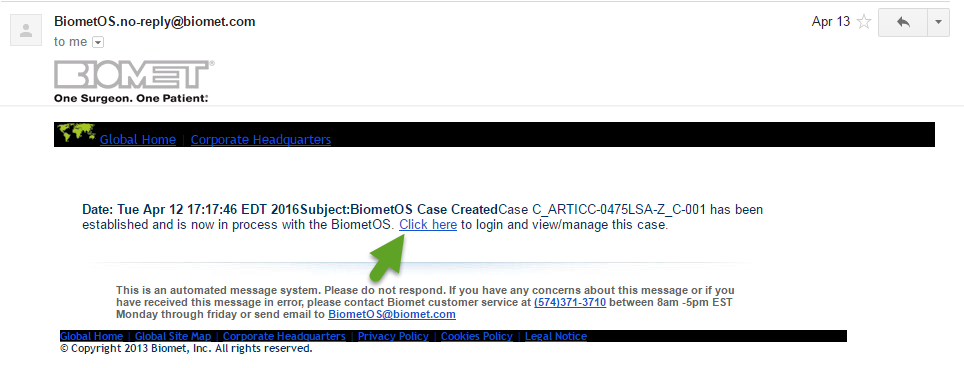 BiometOS.no-reply@biomet.com Apr 13
to me
BIOMET®
One Surgeon. One Patient.
Global Home | Corporate Headquarters
Date: Tue Apr 12 17:17:46 EDT 2016Subject:BiometOS Case CreatedCase C_ARTICC-0475LSA-Z_C-001 has been
established and is now in process with the BiometOS. Click here to login and view/manage this case.
This is an automated message system. Please do not respond. If you have any concerns about this message or if you
have received this message in error, please contact Biomet customer service at (574)371-3710 between 8am -5pm EST
Monday through friday or send email to BiometOS@biomet.com
Global Home | Global Site Map | Corporate Headquarters | Privacy Policy | Cookies Policy | Legal Notice
© Copyright 2013 Biomet, Inc. All rights reserved.